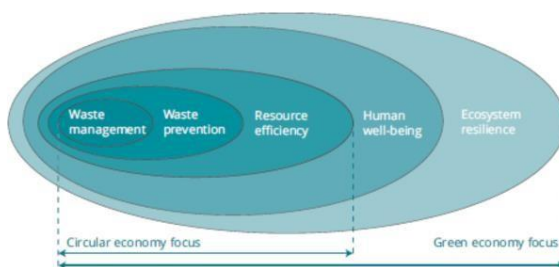 Waste
management
Waste
prevention
Resource
efficiency
Human
well-being
Ecosystem
resilience
Circular economy focus
Green economy focus